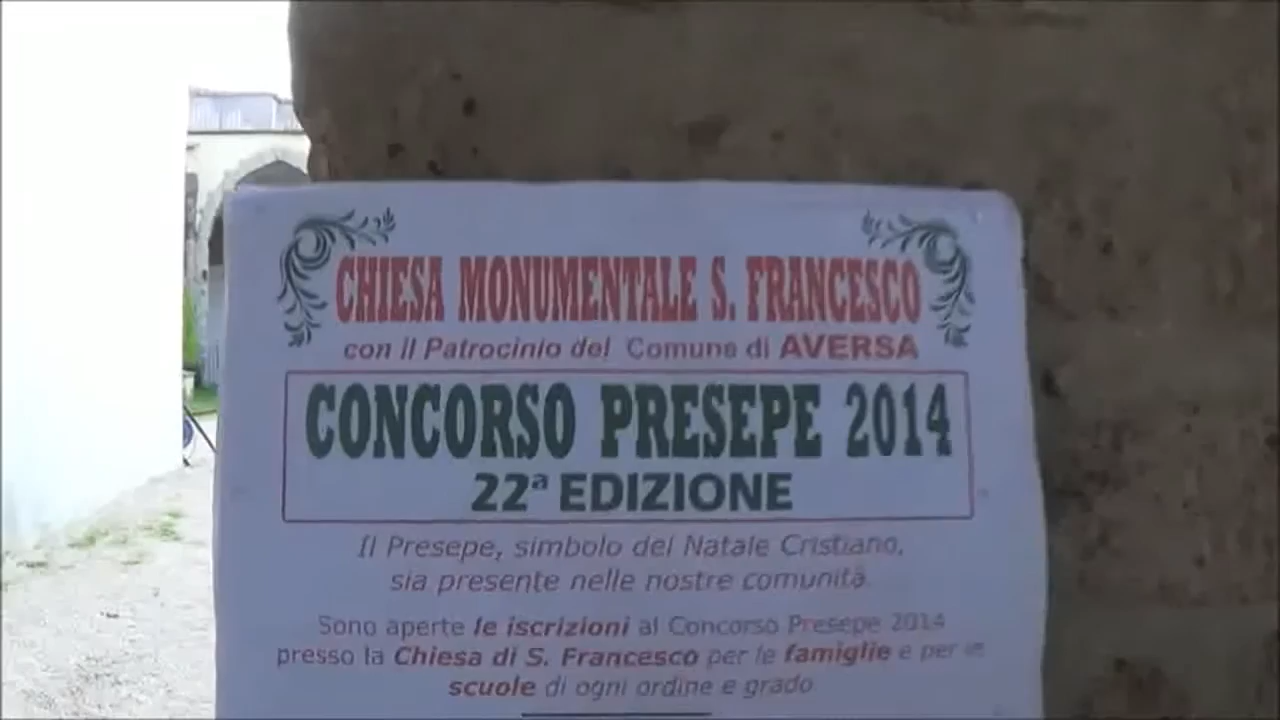 CHIESA MONUMENTALE S. FRANCESCO
con il Patrocinio del Comune di AVERSA
CONCORSO PRESEPE 2014
22ª EDIZIONE
Il Presepe, simbolo del Natale Cristiano,
sia presente nelle nostre comunità
Sono aperte le iscrizioni al Concorso Presepe 2014
presso la Chiesa di S. Francesco per le famiglie e per le
scuole di ogni ordine e grado